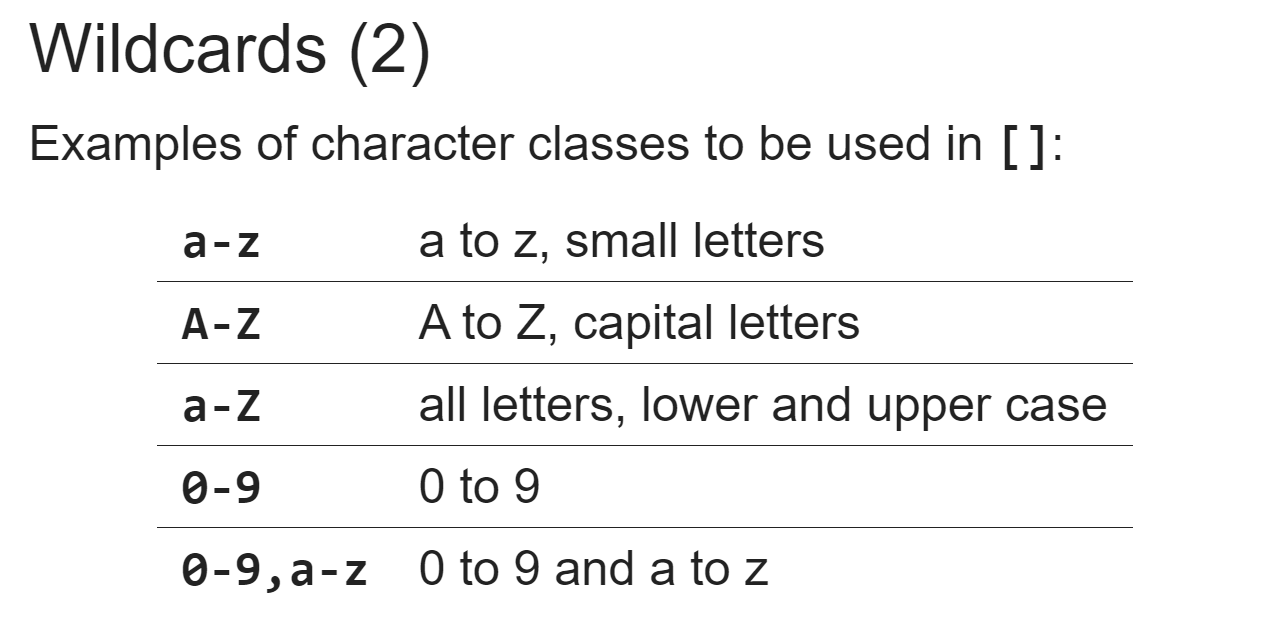 Wildcards (2)
Examples of character classes to be used in []:
a-z a to z, small letters
A-Z A to Z, capital letters
a-Z all letters, lower and upper case
0-9 0 to 9
0-9,a-z 0 to 9 and a to z